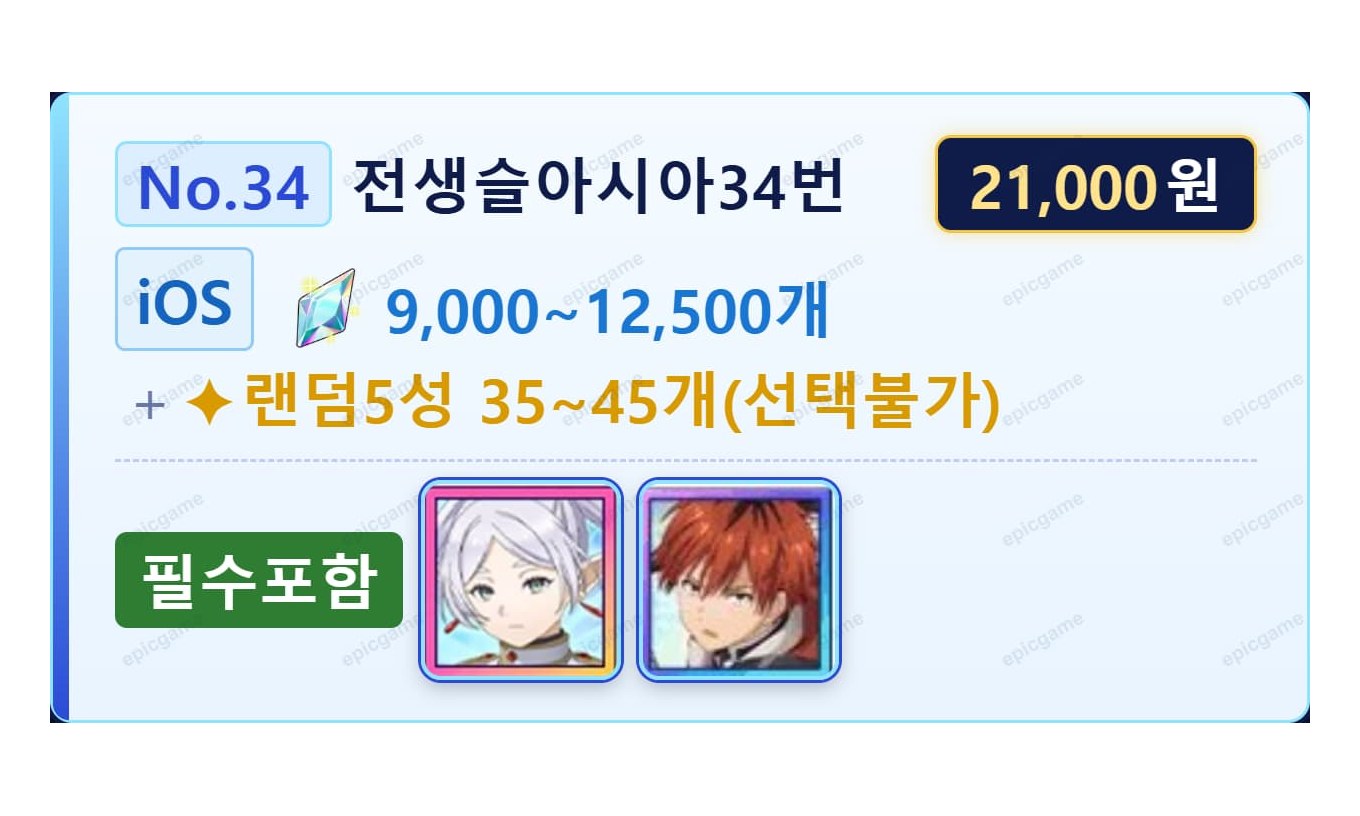 No.34 전생슬아시아34번 21,000원
iOS 9,000~12,500개
+ ✦랜덤5성 35~45개(선택불가)
필수포함
epicgame